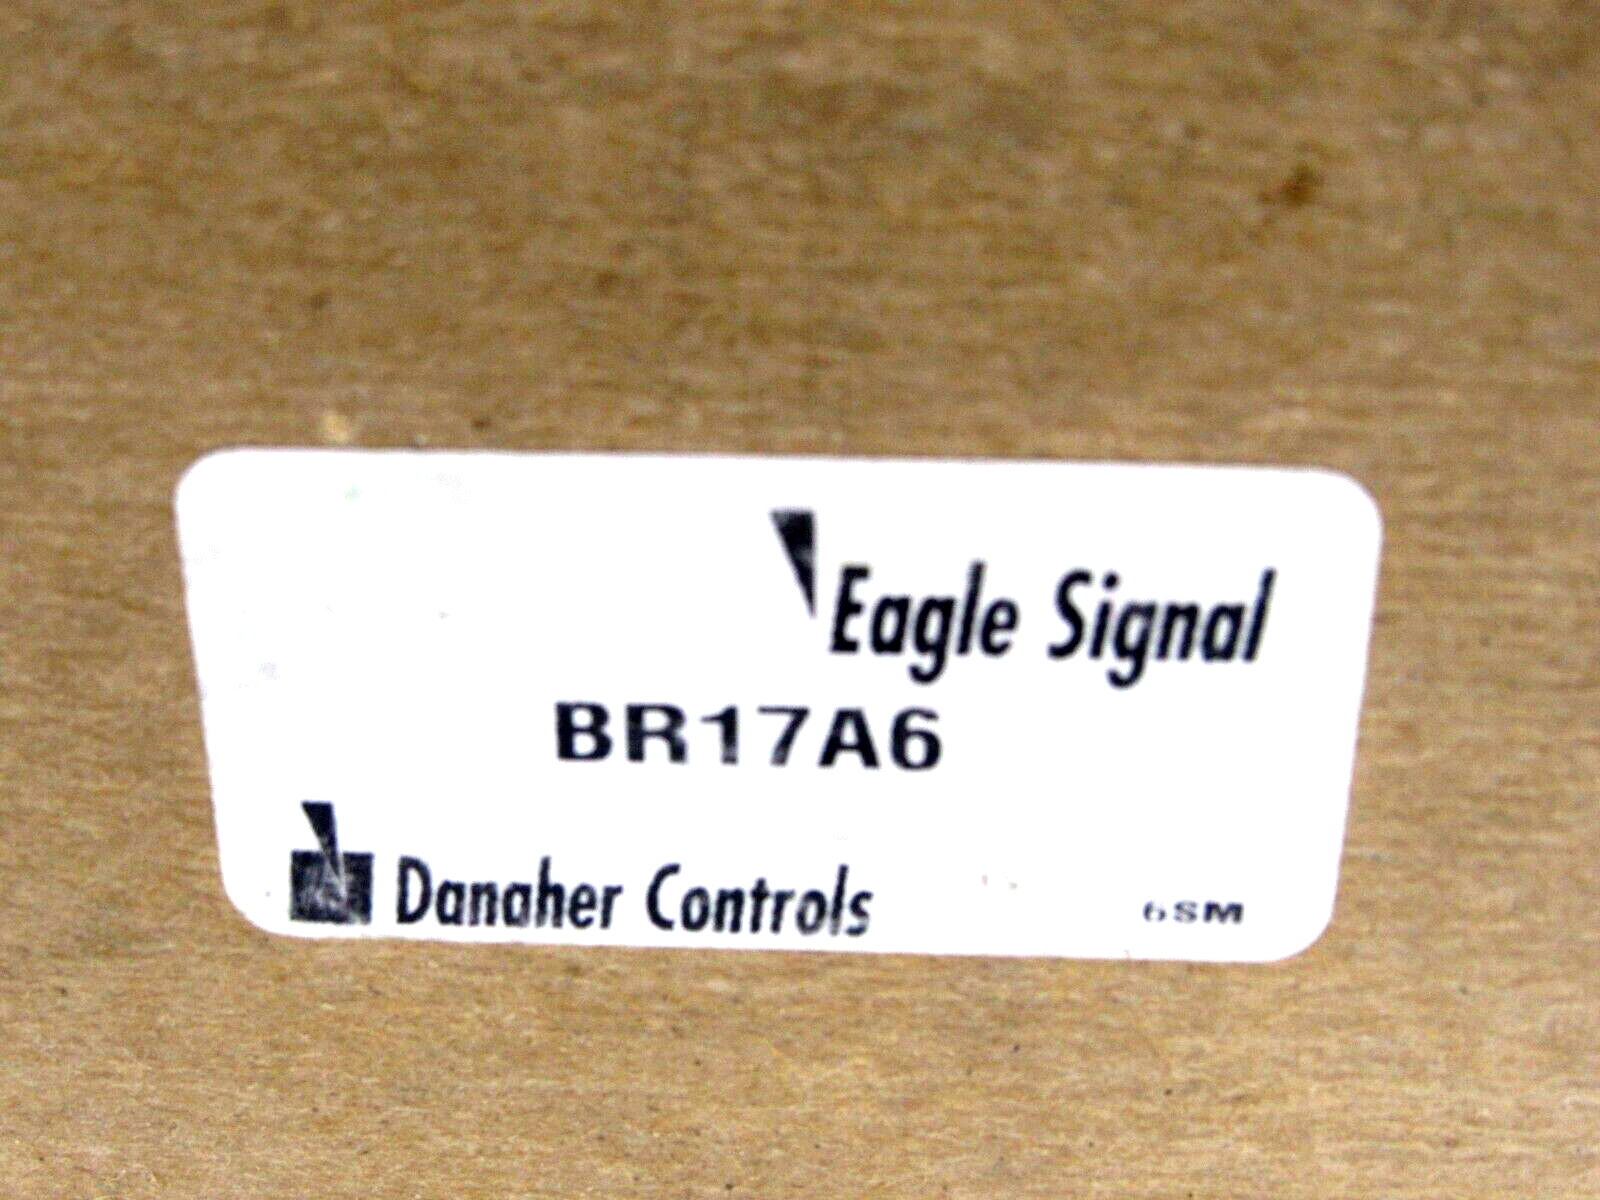 Eagle Signal
BR17A6
Danaher Controls
6SM